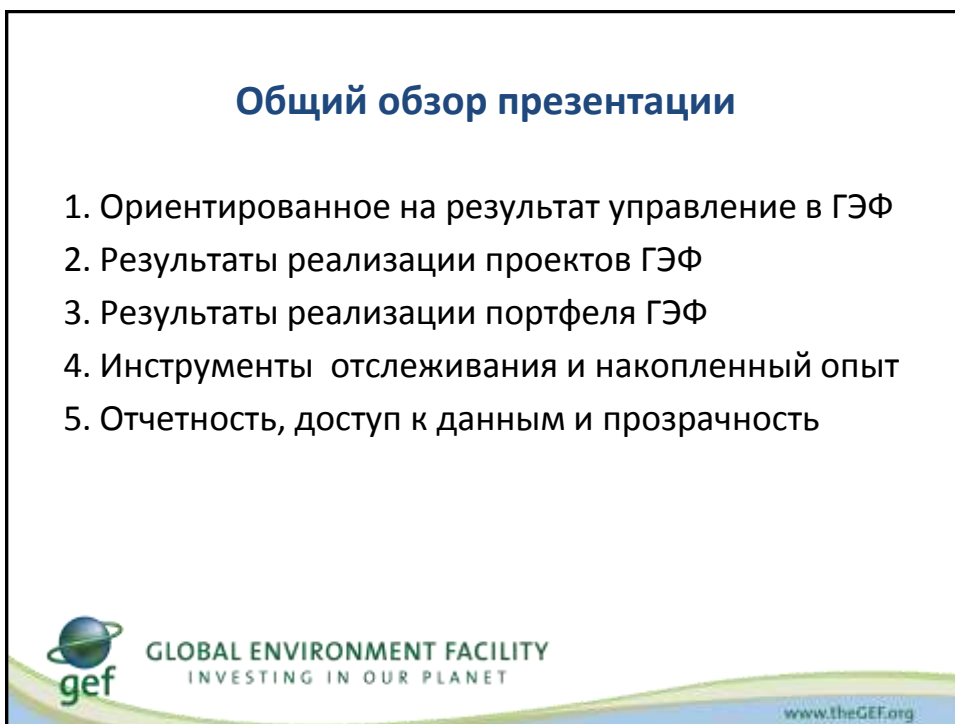 Общий обзор презентации
1. Ориентированное на результат управление в ГЭФ
2. Результаты реализации проектов ГЭФ
3. Результаты реализации портфеля ГЭФ
4. Инструменты отслеживания и накопленный опыт
5. Отчетность, доступ к данным и прозрачность
gef
GLOBAL ENVIRONMENT FACILITY
INVESTING IN OUR PLANET
www.theGEF.org